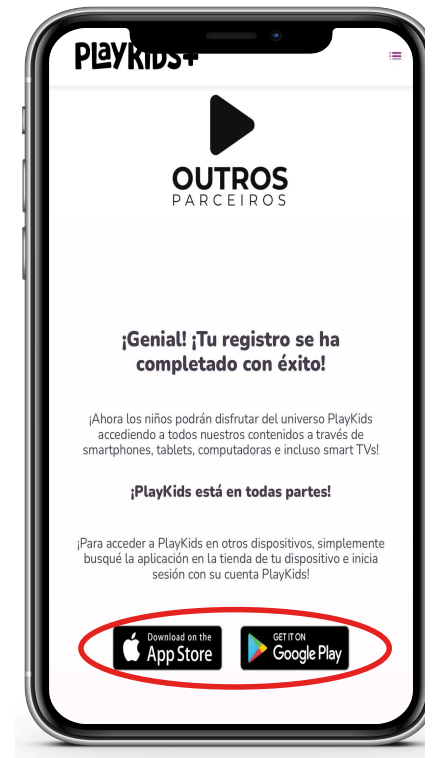 PLAYKIDS+
OUTROS
PARCEIROS
¡Genial! ¡Tu registro se ha
completado con éxito!
¡Ahora los niños podrán disfrutar del universo PlayKids
accediendo a todos nuestros contenidos a través de
smartphones, tablets, computadoras e incluso smart TVs!
¡PlayKids está en todas partes!
¡Para acceder a PlayKids en otros dispositivos, simplemente
busqué la aplicación en la tienda de tu dispositivo e inicia
sesión con su cuenta PlayKids!
Download on the
App Store
GET IT ON
Google Play